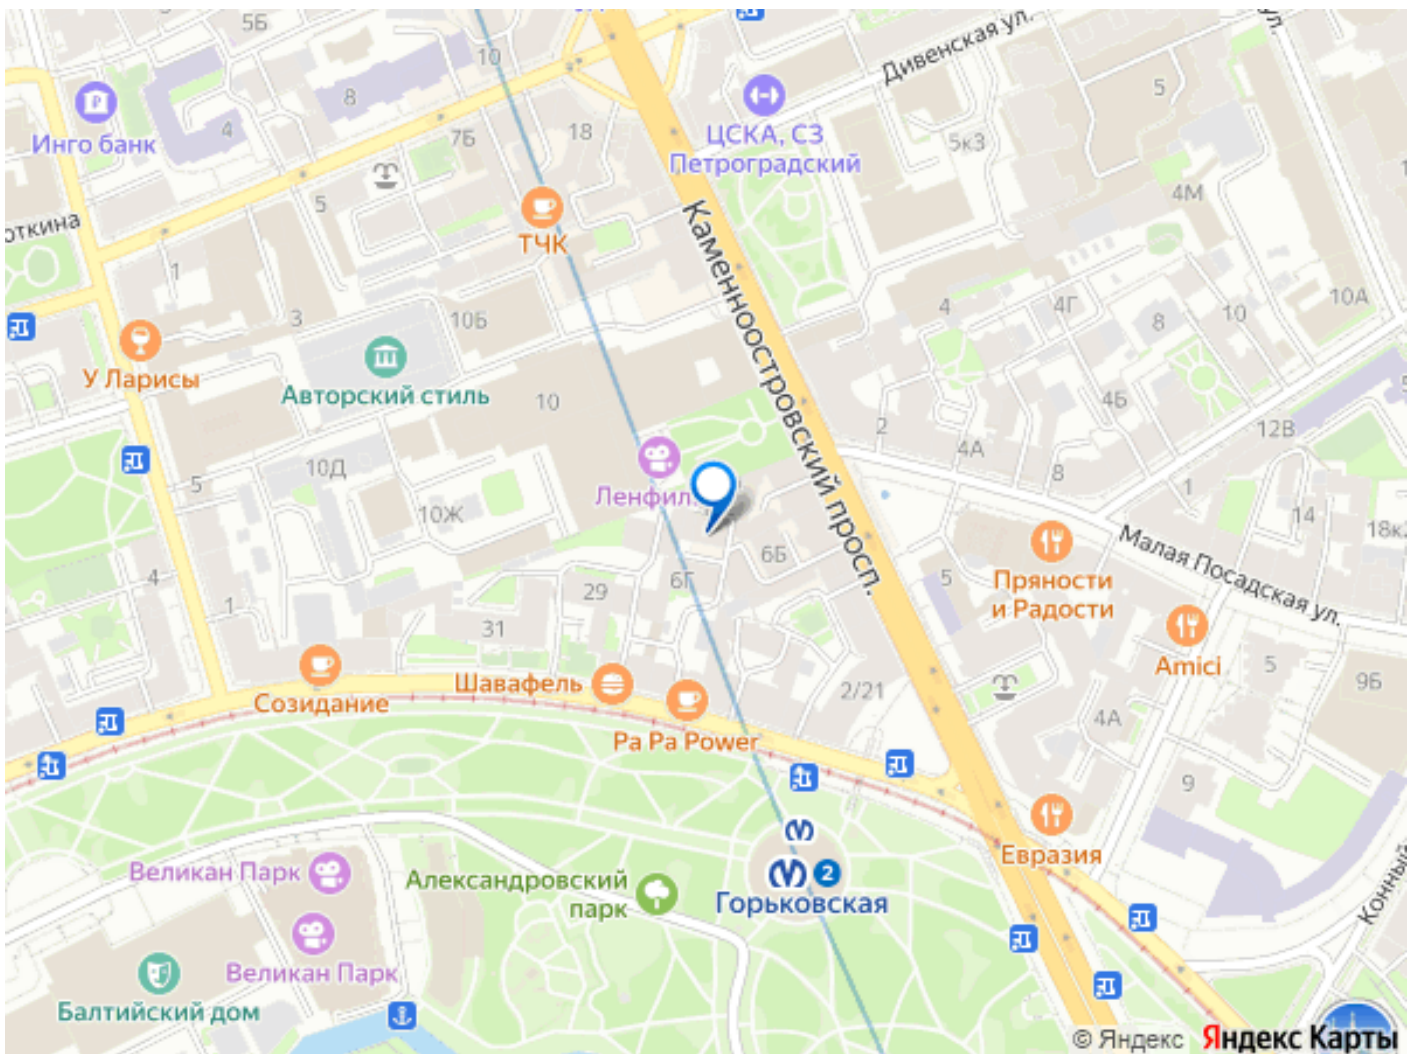 5Б
10
Дивенская ул.
ул.
8
5
Инго банк
4
7Б
18
ЦСКА, СЗ
Петроградский
5к3
4М
5
ТЧК
1
3
10Б
Каменноостровский просп.
4
4Г
8
10
10А
У Ларисы
Авторский стиль
10
2
4А
4Б
8
12В
5
10Д
Ленфил
1
14
18к
10Ж
6Б
Малая Посадская ул.
4
29
6Г
5
Пряности
и Радости
1
31
Amici
5
9Б
Созидание
Шавафель
2/21
4А
Pa Pa Power
9
Евразия
Великан Парк
Александровский
парк
2
Горьковская
Конный
Великан Парк
Балтийский дом
© Яндекс Яндекс Карты